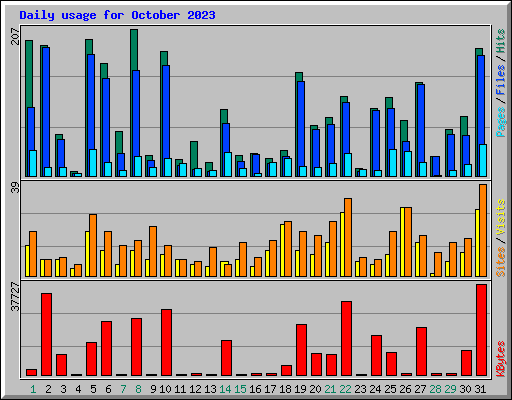 Daily usage for October 2023
207
Pages / Files / Hits
39
Sites / Visits
37727
KBytes
1 2 3 4 5 6 7 8 9 10 11 12 13 14 15 16 17 18 19 20 21 22 23 24 25 26 27 28 29 30 31